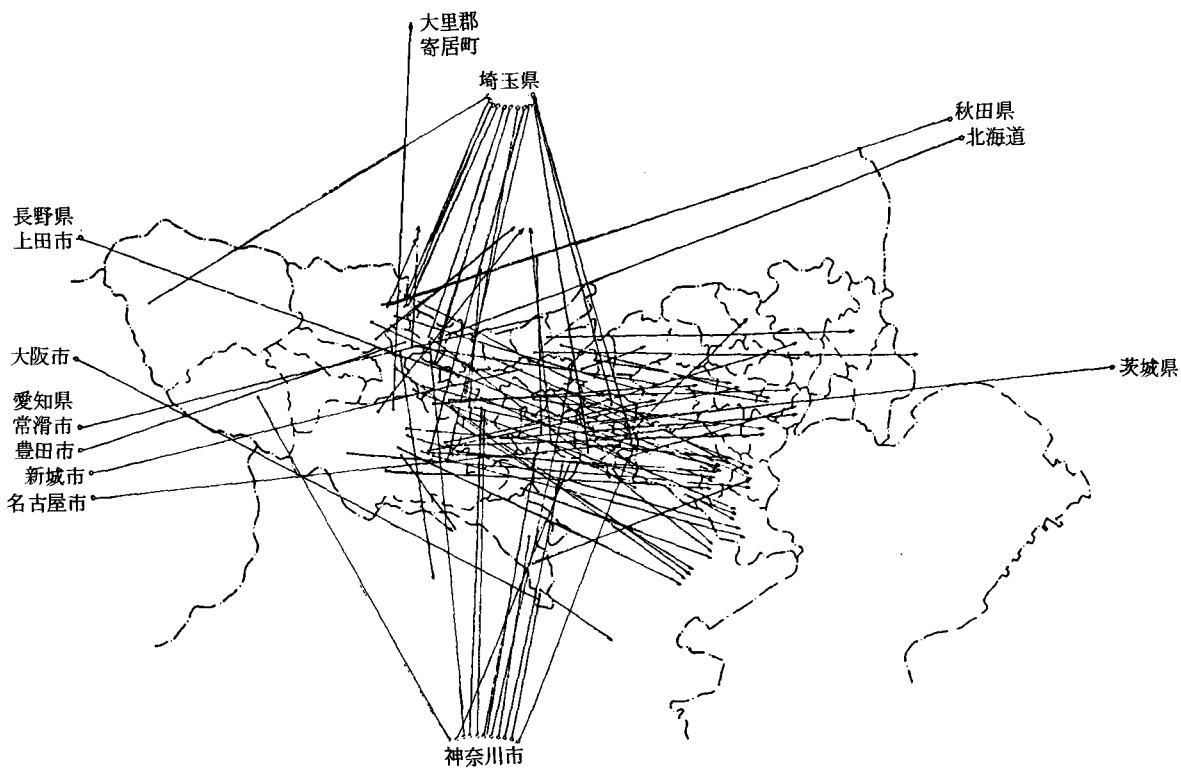 大里郡
寄居町
埼玉県
秋田県
北海道
長野県
上田市
大阪市
茨城県
愛知県
常滑市
豊田市
新城市
名古屋市
神奈川市